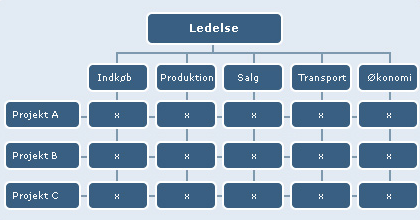 Ledelse
Indkøb Produktion Salg Transport Økonomi
Projekt A x x x x x
Projekt B x x x x x
Projekt C x x x x x